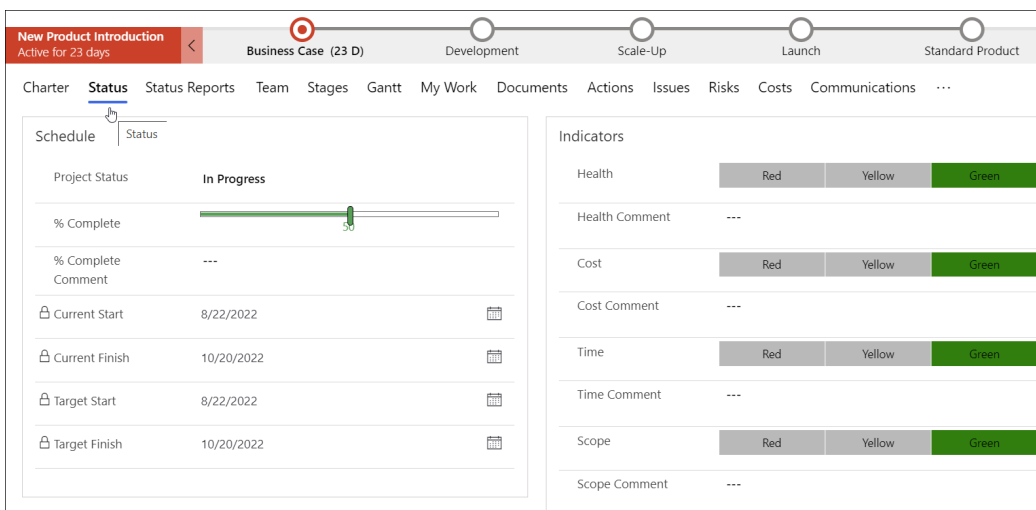 New Product Introduction
Active for 23 days
Business Case (23 D)
Development
Scale-Up
Launch
Standard Product
Charter Status Status Reports Team Stages Gantt My Work Documents Actions Issues Risks Costs Communications ...
Status
Schedule
Project Status In Progress
% Complete 50
% Complete
Comment ---
Current Start 8/22/2022
Current Finish 10/20/2022
Target Start 8/22/2022
Target Finish 10/20/2022
Indicators
Health Red Yellow Green
Health Comment ---
Cost Red Yellow Green
Cost Comment ---
Time Red Yellow Green
Time Comment ---
Scope Red Yellow Green
Scope Comment ---